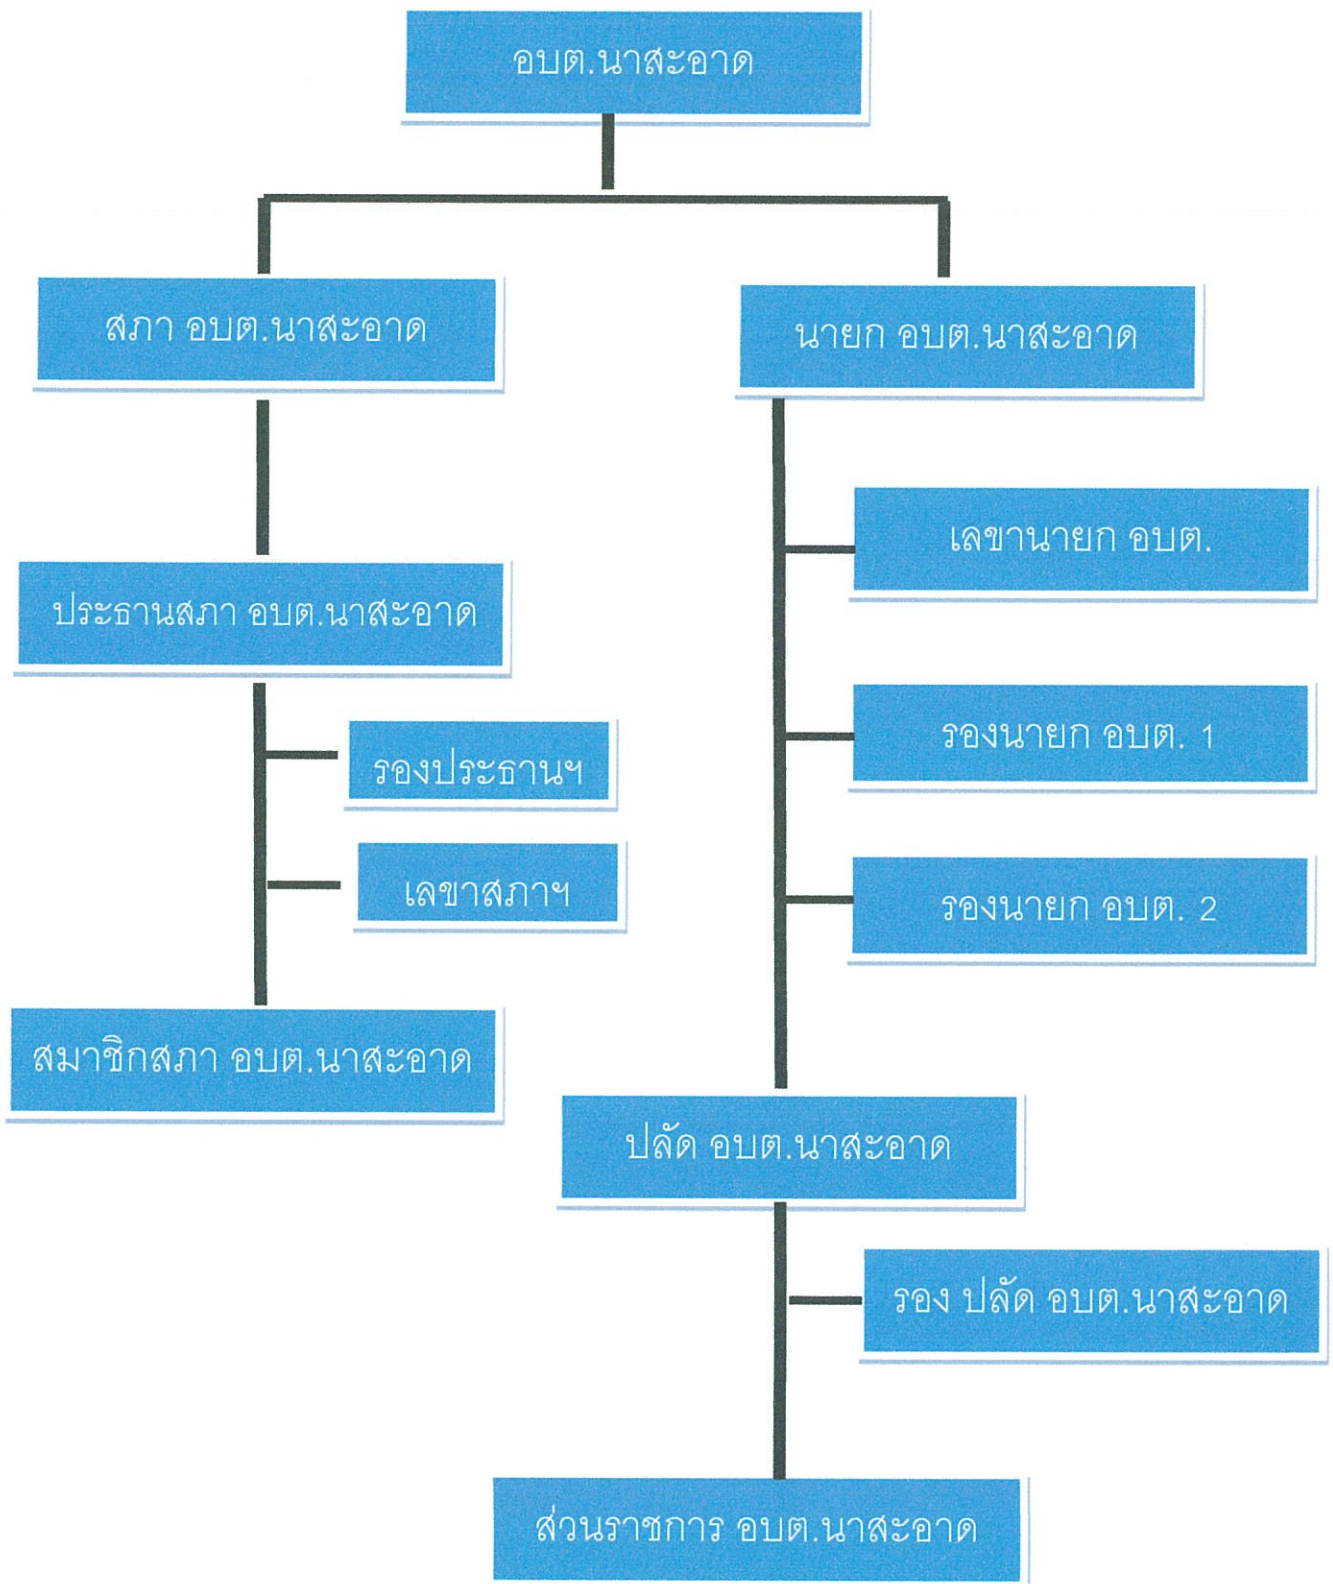 อบต.นาสะอาด
สภา อบต.นาสะอาด
นายก อบต.นาสะอาด
เลขานายก อบต.
ประธานสภา อบต.นาสะอาด
รองนายก อบต. 1
รองประธานฯ
เลขาสภาฯ
รองนายก อบต. 2
สมาชิกสภา อบต.นาสะอาด
ปลัด อบต.นาสะอาด
รอง ปลัด อบต.นาสะอาด
ส่วนราชการ อบต.นาสะอาด